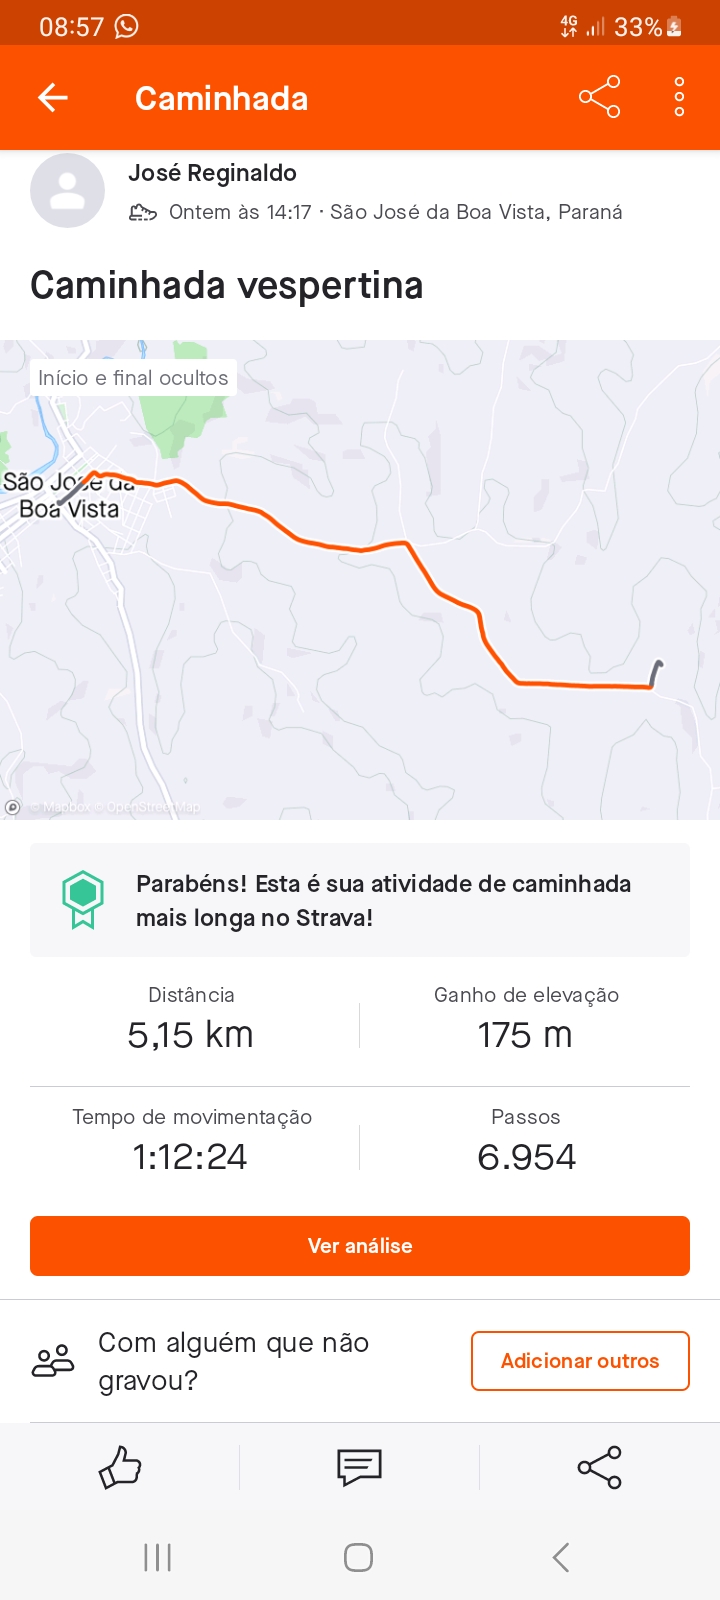 08:57
4G
33%
Caminhada
José Reginaldo
Ontem às 14:17 · São José da Boa Vista, Paraná
Caminhada vespertina
Início e final ocultos
São José da
Boa Vista
© Mapbox © OpenStreetMap
Parabéns! Esta é sua atividade de caminhada
mais longa no Strava!
Distância
5,15 km
Ganho de elevação
175 m
Tempo de movimentação
1:12:24
Passos
6.954
Ver análise
Com alguém que não
gravou?
Adicionar outros